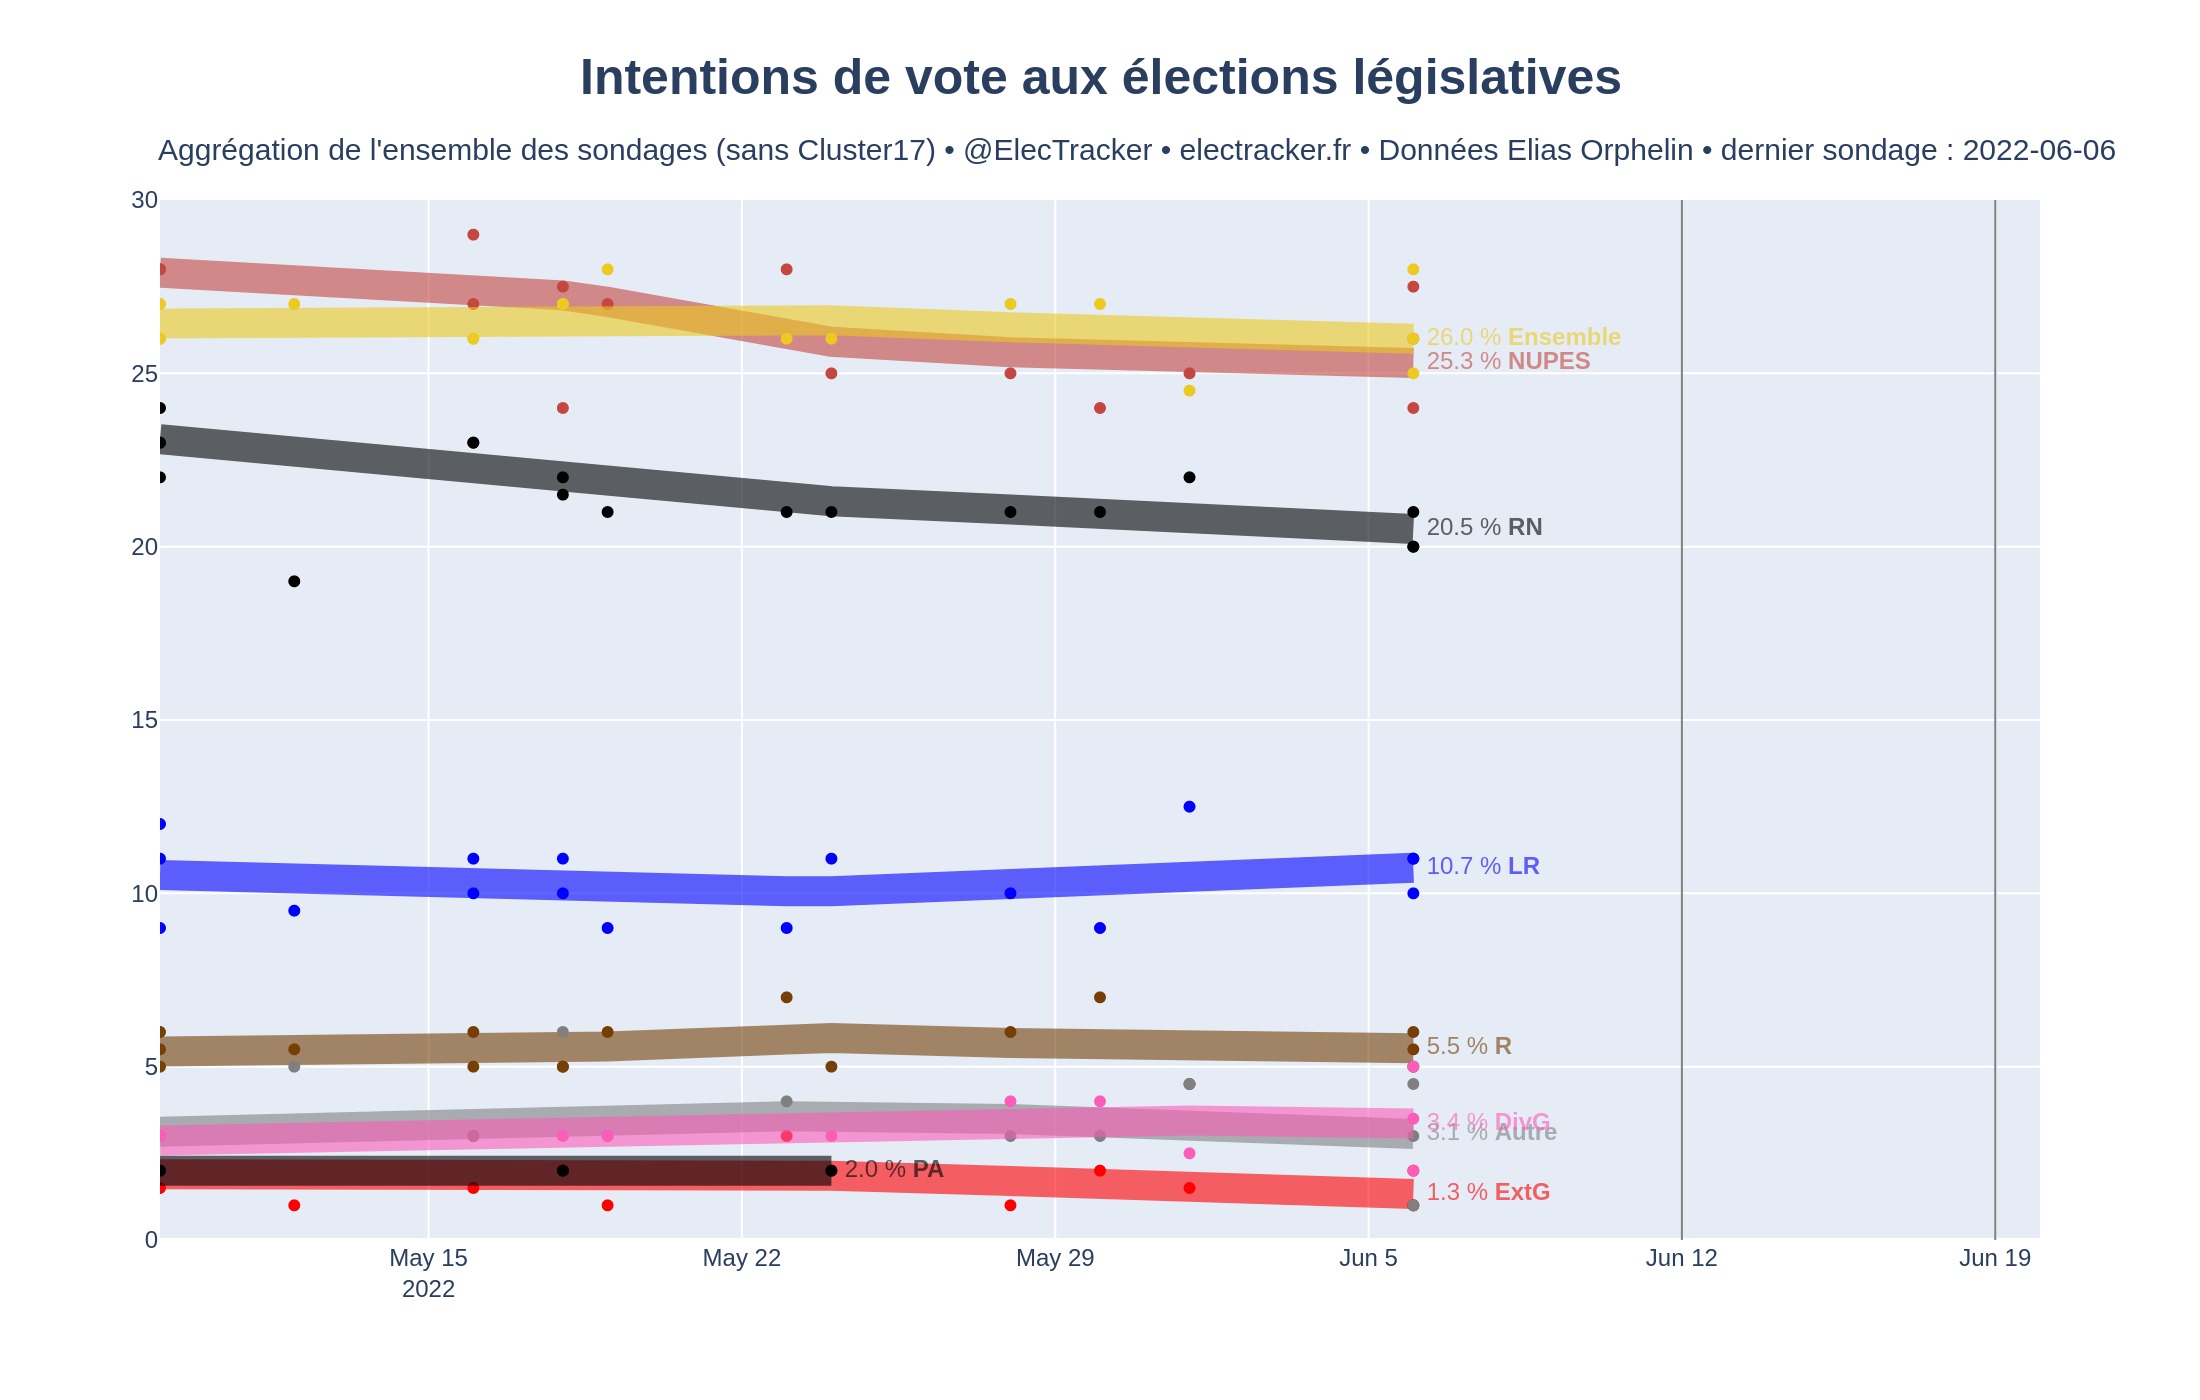 Intentions de vote aux élections législatives
Aggrégation de l'ensemble des sondages (sans Cluster17) • @ElecTracker • electracker.fr • Données Elias Orphelin • dernier sondage : 2022-06-06
30
25
20
15
10
5
0
26.0 % Ensemble
25.3 % NUPES
20.5 % RN
10.7 % LR
5.5 % R
3.4 % DivG
3.1 % Autre
2.0 % PA
1.3 % ExtG
May 15
2022
May 22
May 29
Jun 5
Jun 12
Jun 19